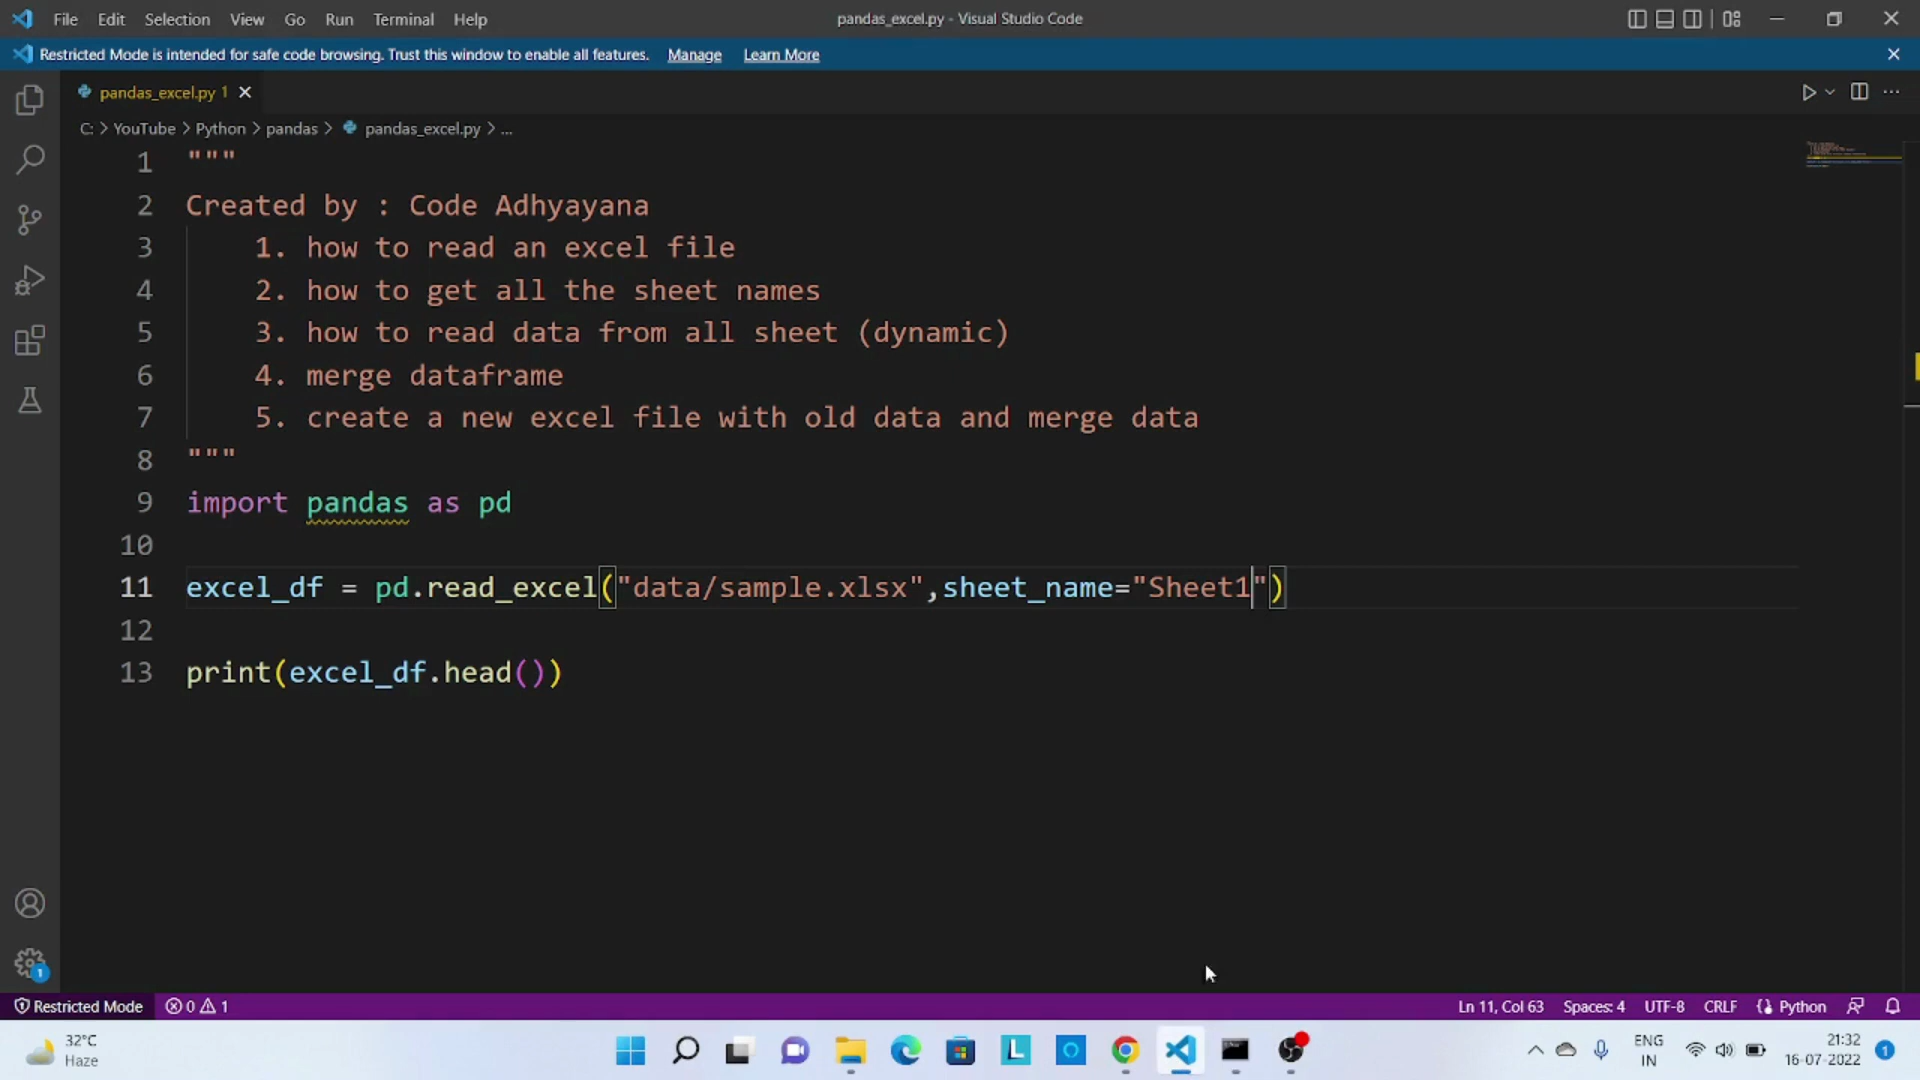 File Edit Selection View Go Run Terminal Help pandas_excel.py - Visual Studio Code
Restricted Mode is intended for safe code browsing. Trust this window to enable all features. Manage Learn More
pandas_excel.py 1
C: > YouTube > Python > pandas > pandas_excel.py > ...
1 """
2 Created by : Code Adhyayana
3 1. how to read an excel file
4 2. how to get all the sheet names
5 3. how to read data from all sheet (dynamic)
6 4. merge dataframe
7 5. create a new excel file with old data and merge data
8 """
9 import pandas as pd
10
11 excel_df = pd.read_excel("data/sample.xlsx",sheet_name="Sheet1")
12
13 print(excel_df.head())
1
Restricted Mode 0 1 Ln 11, Col 63 Spaces: 4 UTF-8 CRLF Python
32°C
Haze
L
ENG
IN
21:32
16-07-2022
1